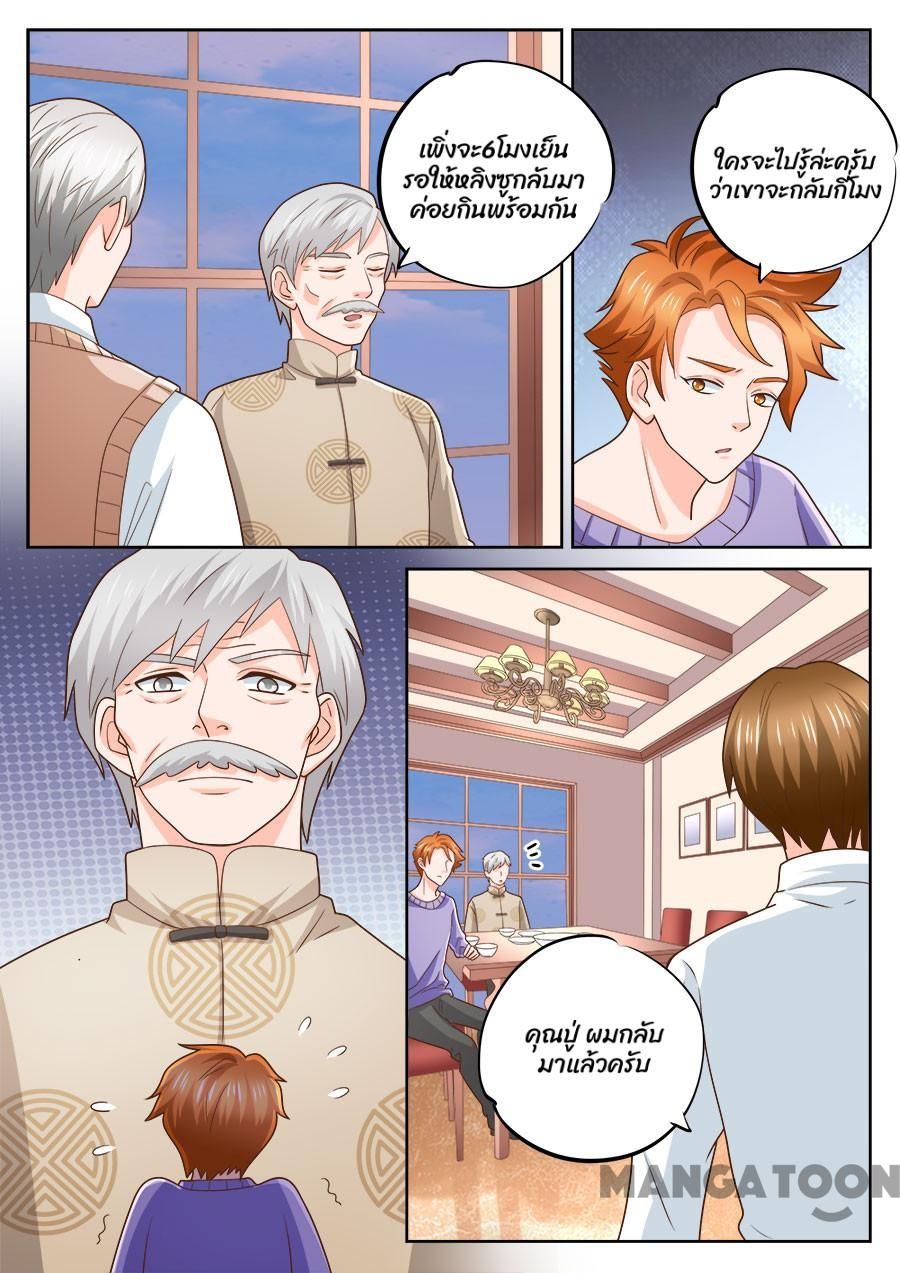 เพิ่งจะ6โมงเย็น
รอให้หลิงซูกลับมา
ค่อยกินพร้อมกัน
ใครจะไปรู้ล่ะครับ
ว่าเขาจะกลับกี่โมง
คุณปู่ ผมกลับ
มาแล้วครับ
MANGATOON